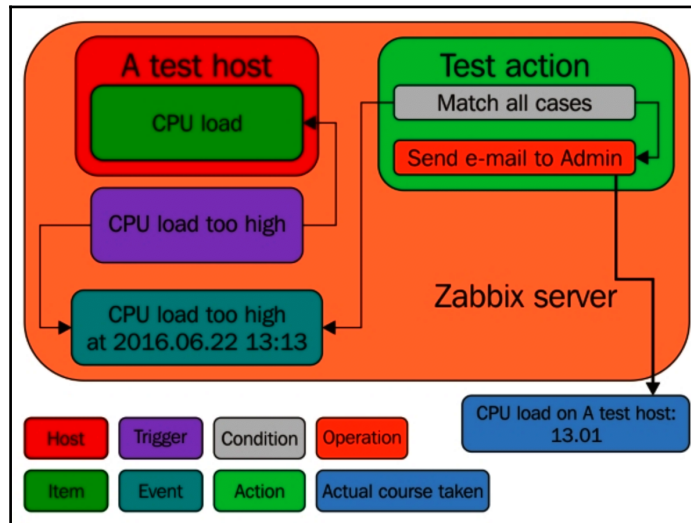 A test host
CPU load
Test action
Match all cases
Send e-mail to Admin
CPU load too high
CPU load too high
at 2016.06.22 13:13
Zabbix server
CPU load on A test host:
13.01
Host
Trigger
Condition
Operation
Item
Event
Action
Actual course taken